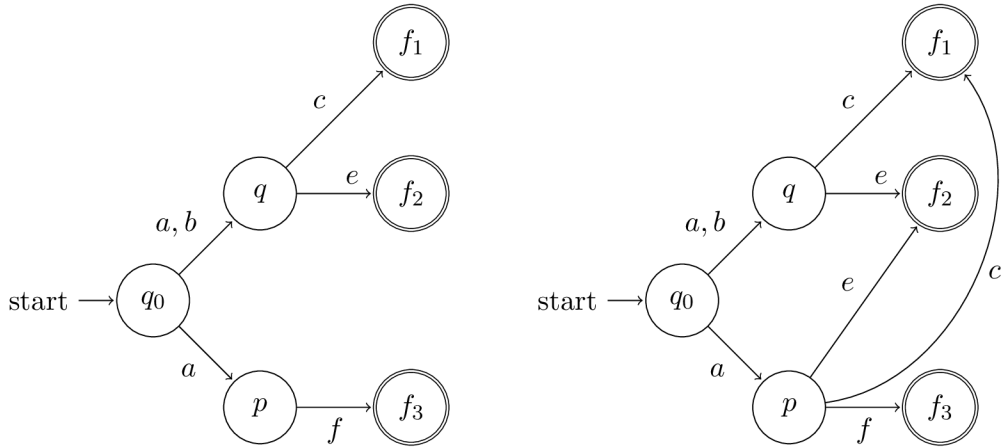 f₁
c
q
e
f₂
a, b
start
q₀
a
p
f
f₃
f₁
c
q
e
f₂
a, b
e
c
start
q₀
a
p
f
f₃